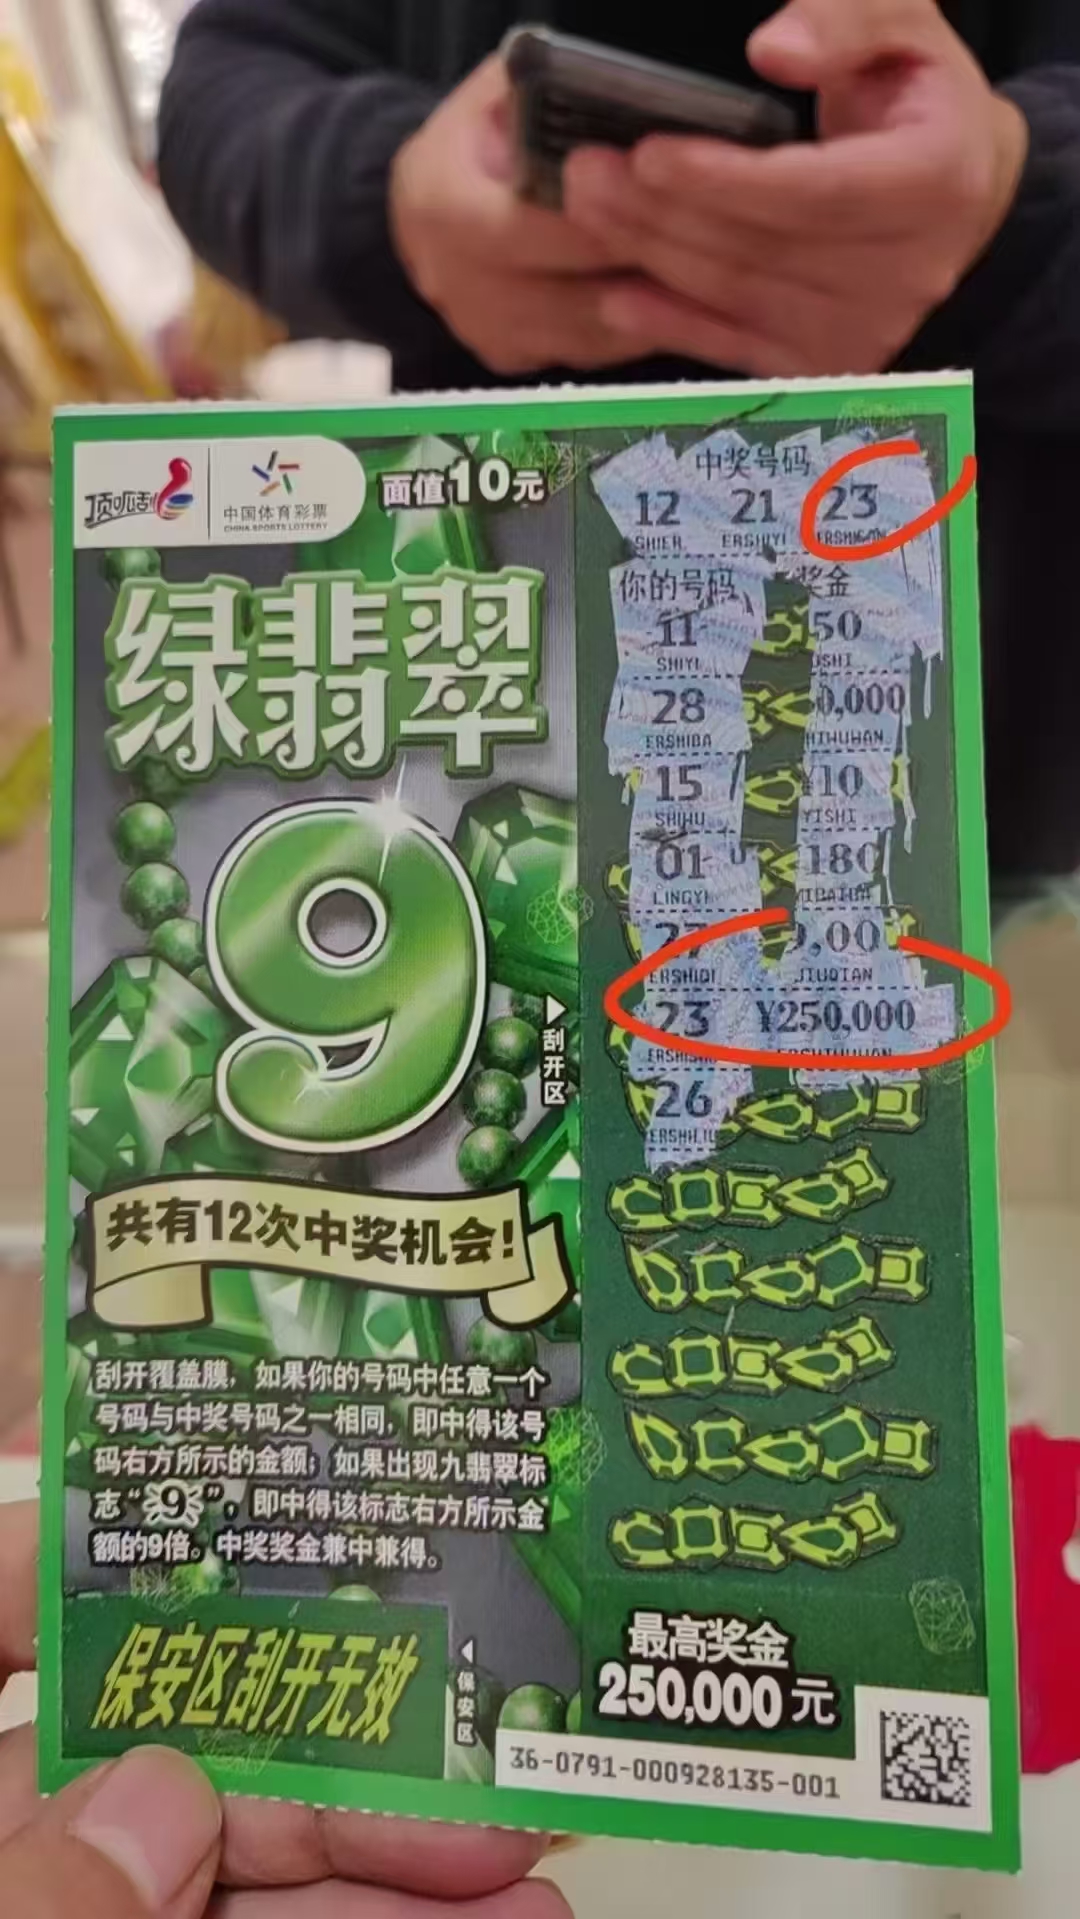 顶呱刮
中国体育彩票
CHINA SPORTS LOTTERY
面值10元
绿翡翠
9
共有12次中奖机会!
刮开覆盖膜，如果你的号码中任意一个
号码与中奖号码之一相同，即中得该号
码右方所示的金额；如果出现九翡翠标
志“9”，即中得该标志右方所示金
额的9倍。中奖奖金兼中兼得。
保安区刮开无效
保安区
刮开区
中奖号码
12 21 23
SHIER ERSHIYI
你的号码 奖金
11 50
SHIYI
28 0,000
ERSHIBA
15 ¥10
SHIWU YISHI
01 180
27 9,00
JIUQIAN
23 ¥250,000
26
最高奖金
250,000元
36-0791-000928135-001